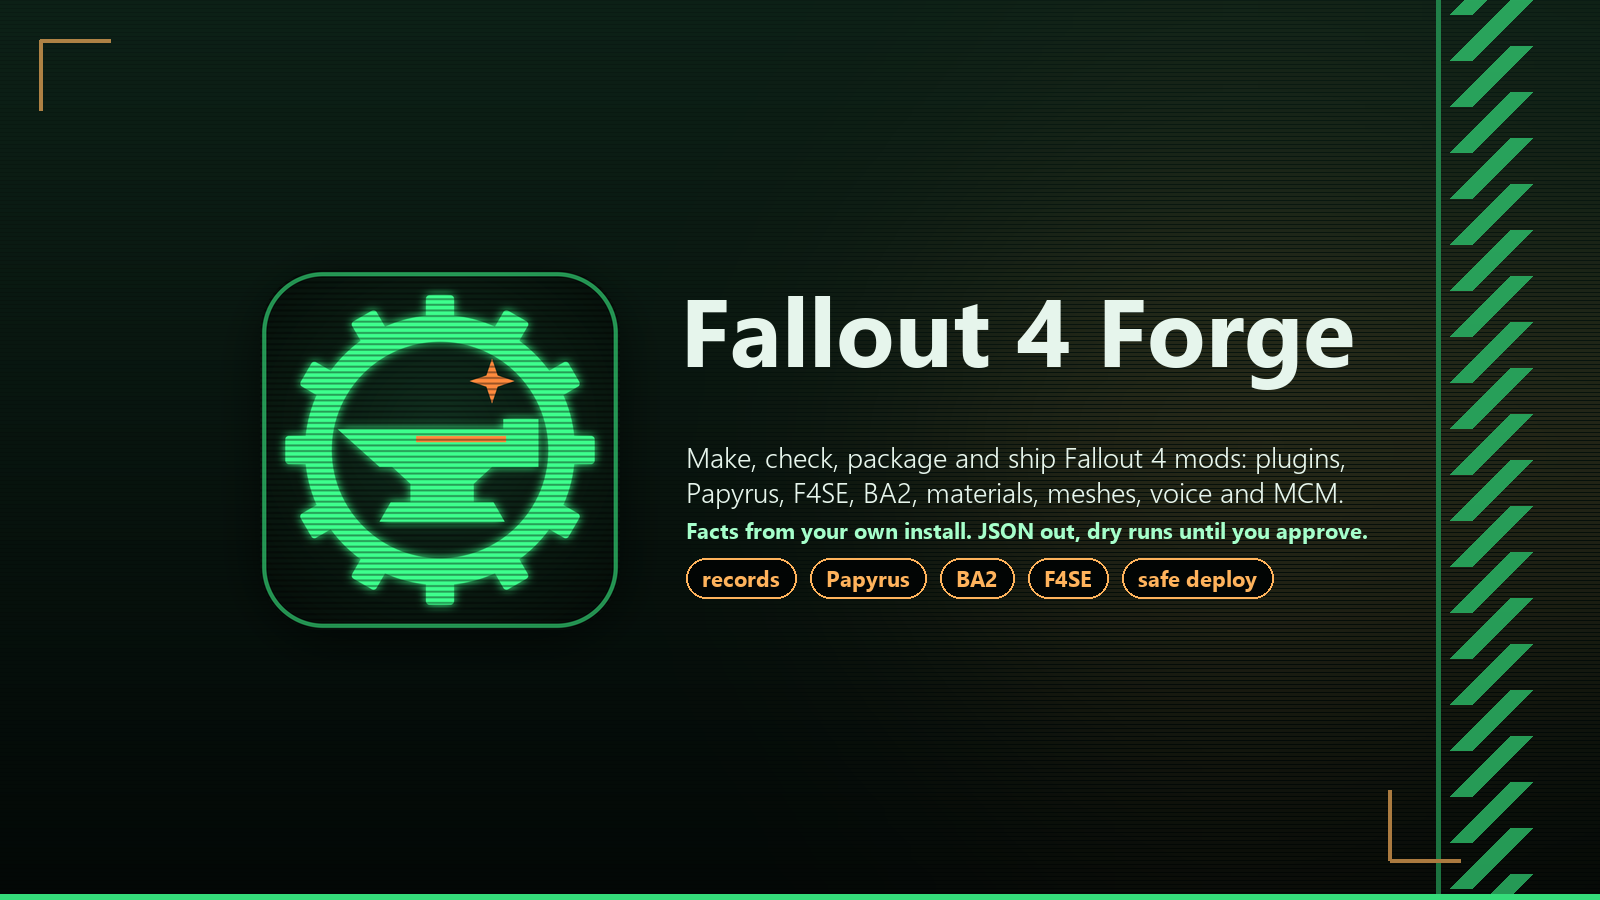 Fallout 4 Forge
Make, check, package and ship Fallout 4 mods: plugins,
Papyrus, F4SE, BA2, materials, meshes, voice and MCM.
Facts from your own install. JSON out, dry runs until you approve.
records Papyrus BA2 F4SE safe deploy